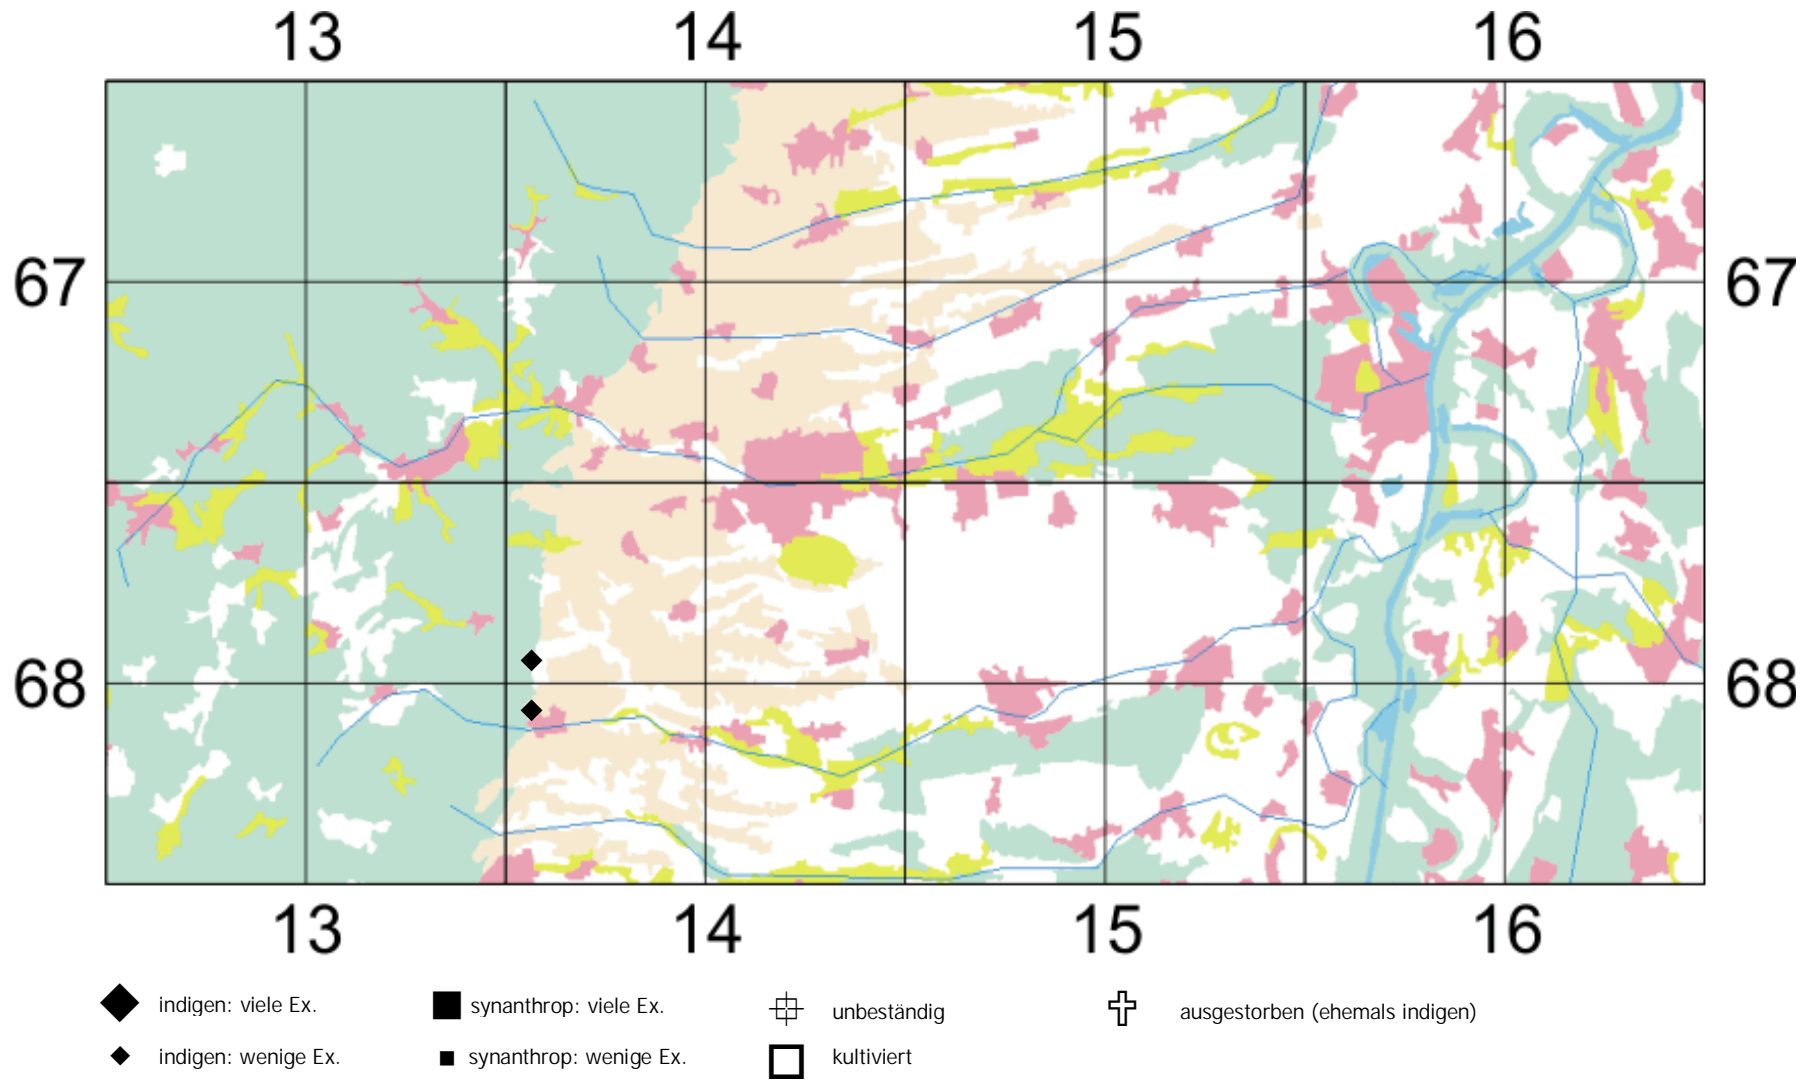 13 14 15 16
67 67
68 68
13 14 15 16
indigen: viele Ex. synanthrop: viele Ex. unbeständig ausgestorben (ehemals indigen)
indigen: wenige Ex. synanthrop: wenige Ex. kultiviert